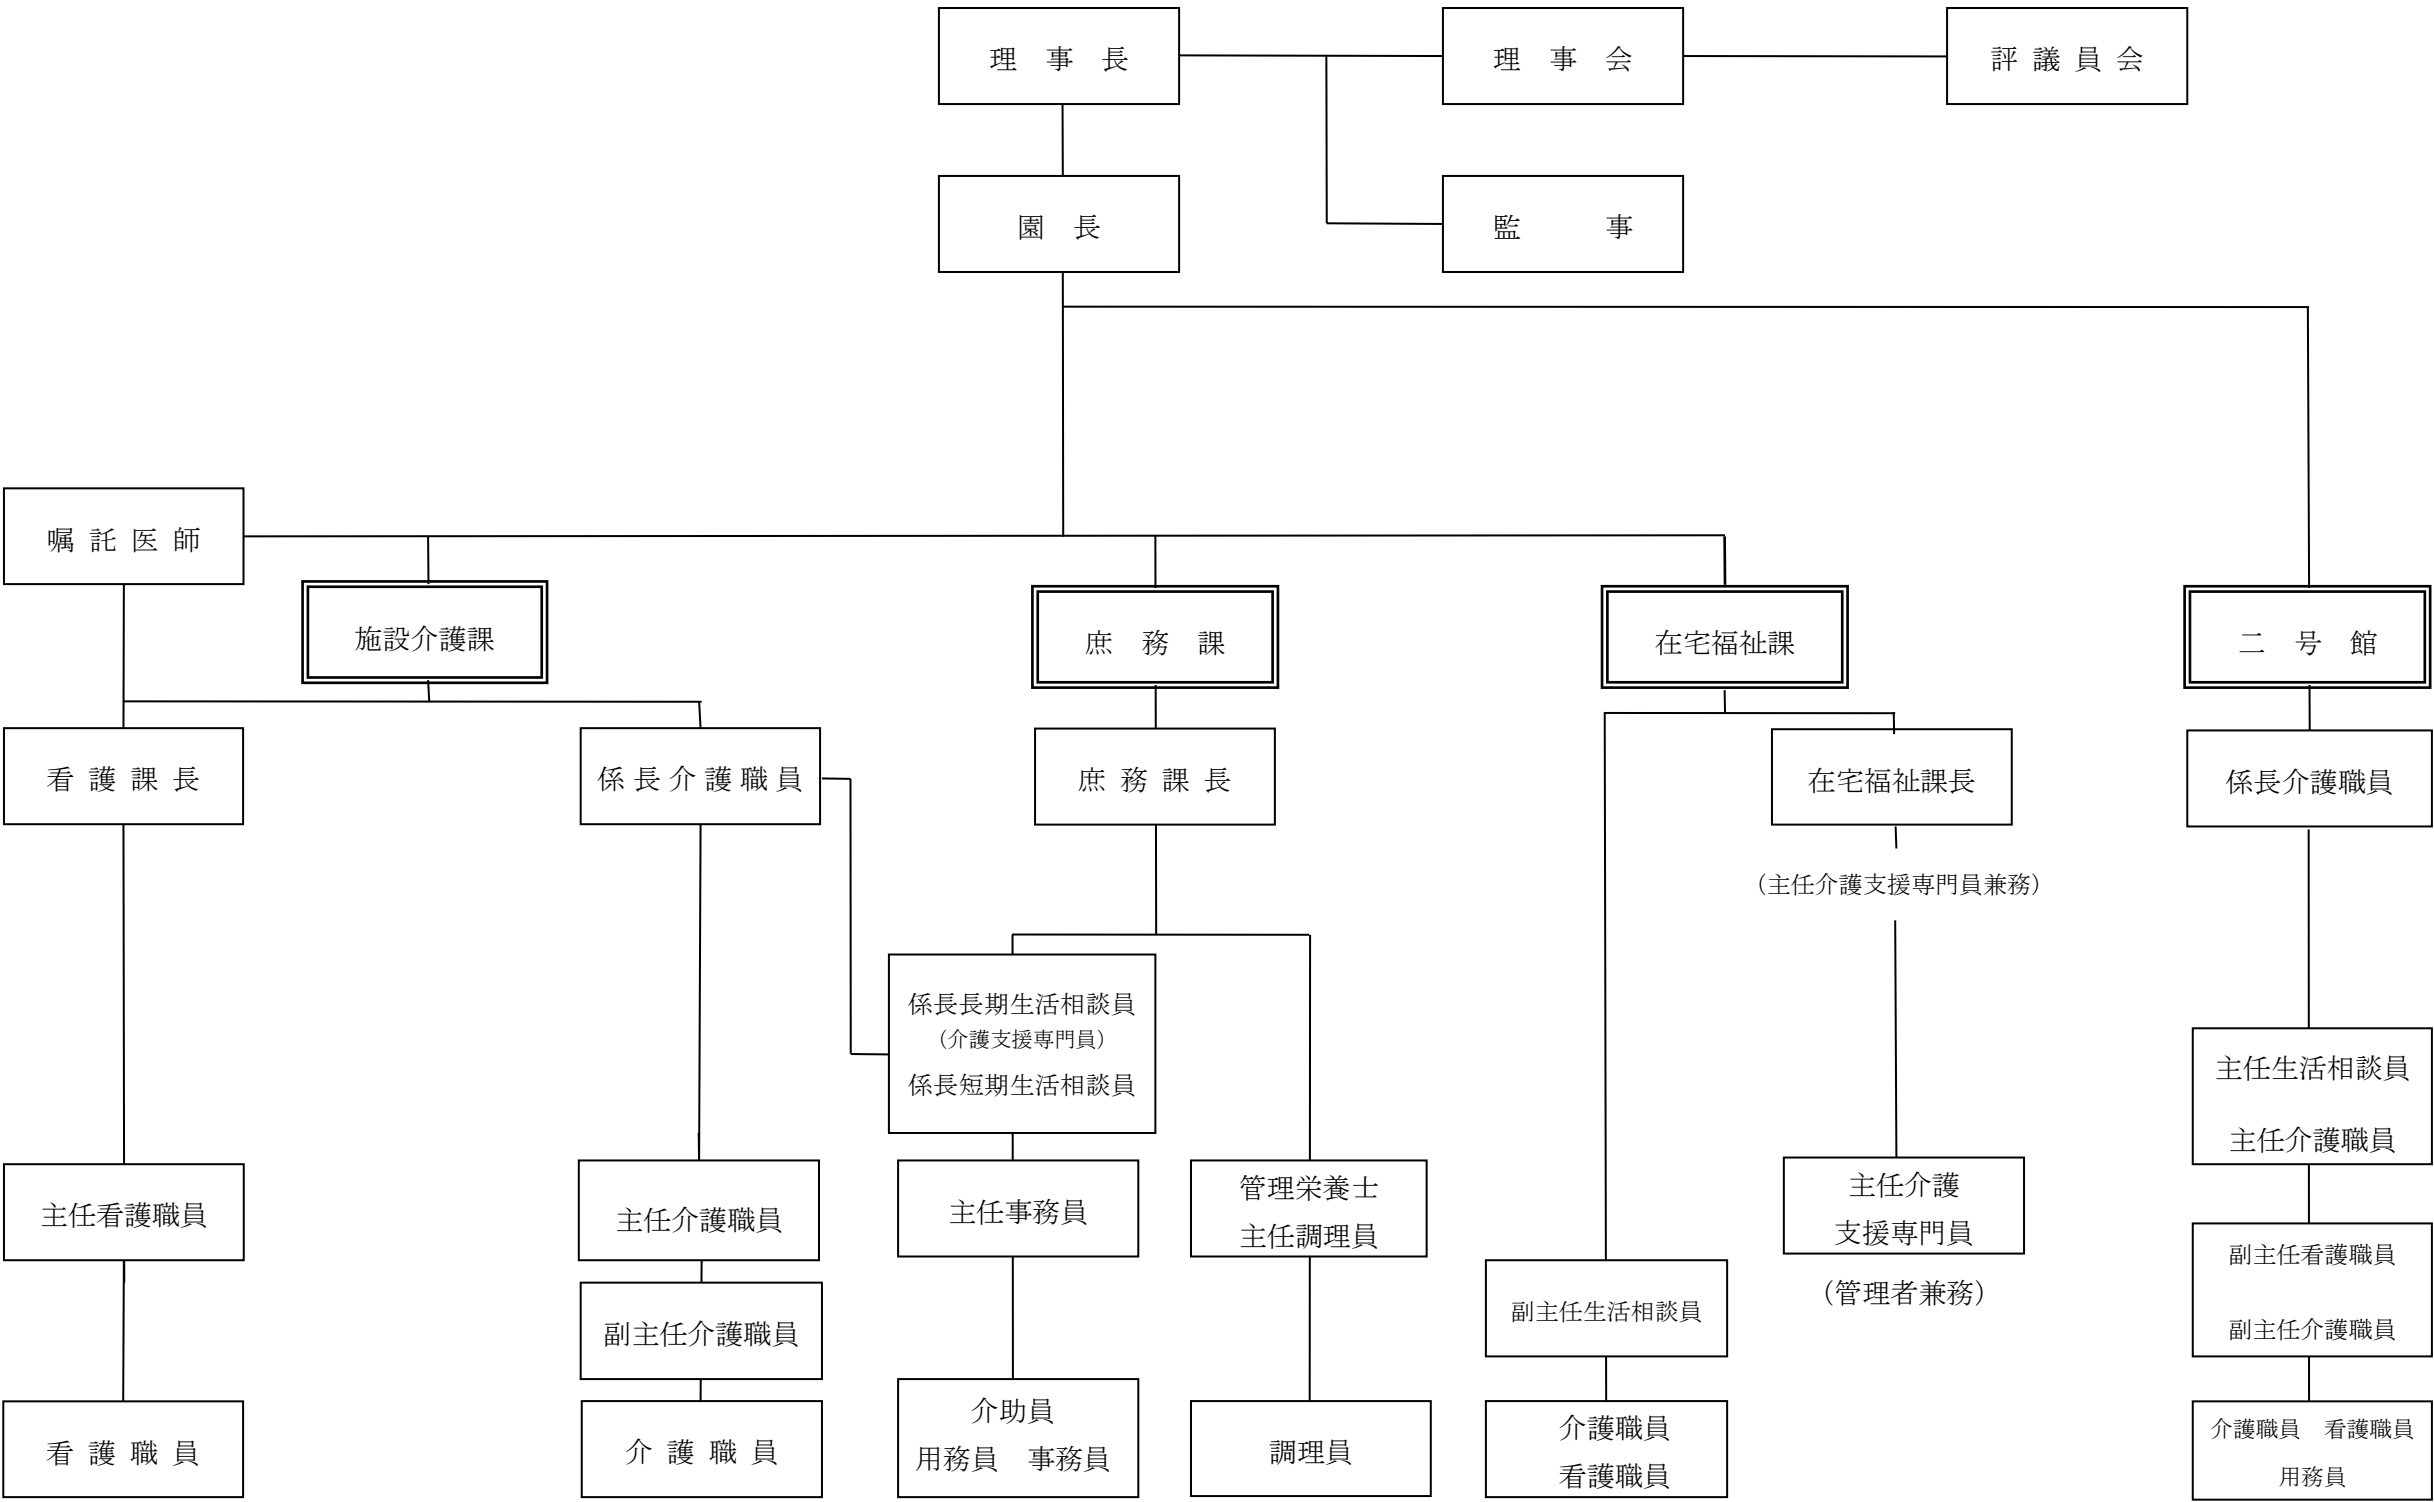 理　事　長
理　事　会
評 議 員 会
園　長
監　　　事
嘱 託 医 師
施設介護課
庶　務　課
在宅福祉課
二　号　館
看 護 課 長
係 長 介 護 職 員
庶 務 課 長
在宅福祉課長
係長介護職員
（主任介護支援専門員兼務）
係長長期生活相談員
（介護支援専門員）
係長短期生活相談員
主任生活相談員
主任介護職員
主任看護職員
主任介護職員
主任事務員
管理栄養士
主任調理員
主任介護
支援専門員
（管理者兼務）
副主任看護職員
副主任介護職員
副主任介護職員
副主任生活相談員
看 護 職 員
介 護 職 員
介助員
用務員　事務員
調理員
介護職員
看護職員
介護職員　看護職員
用務員